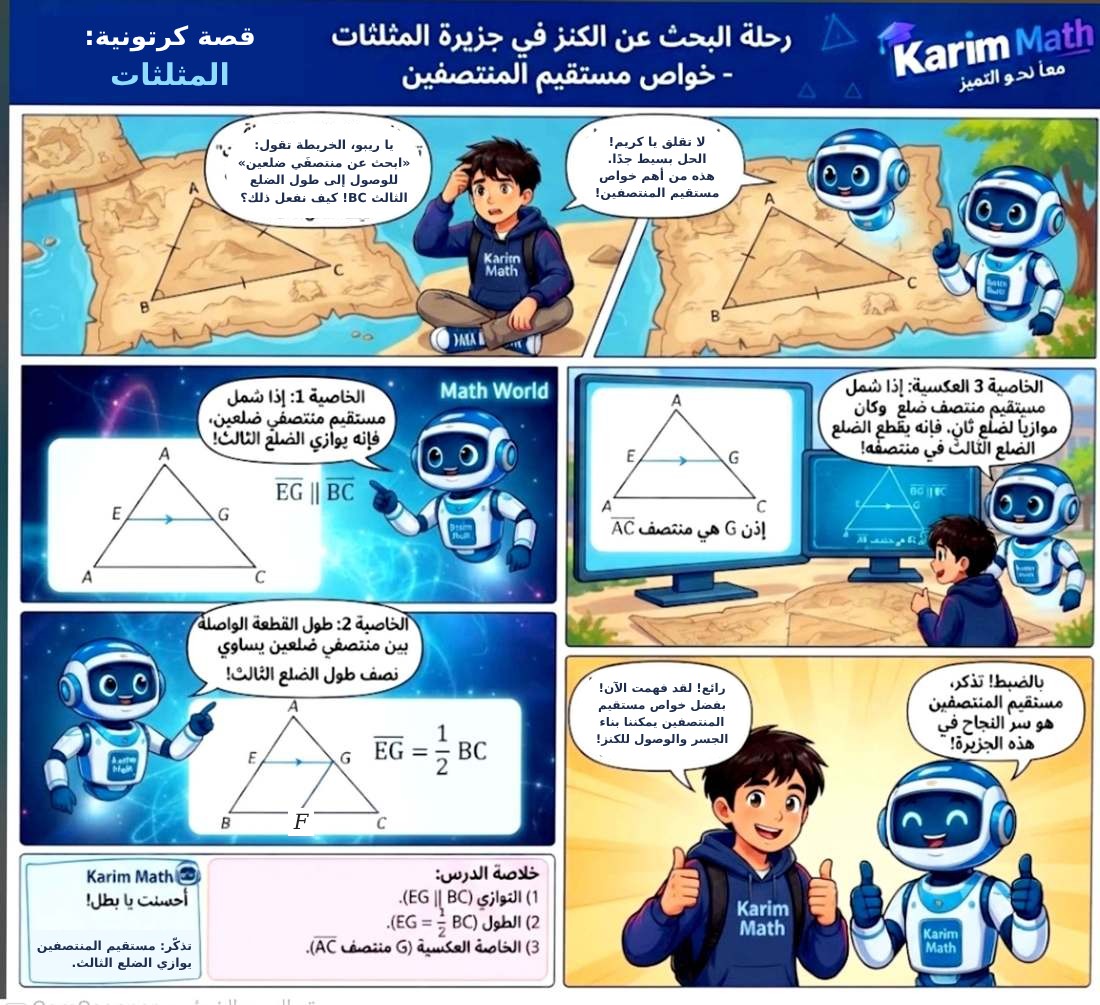 قصة كرتونية:
المثلثات
رحلة البحث عن الكنز في جزيرة المثلثات
- خواص مستقيم المنتصفين
Karim Math
معاً نحو التميز
يا ريبو، الخريطة تقول:
«ابحث عن منتصفَي ضلعين»
للوصول إلى طول الضلع
الثالث BC! كيف نفعل ذلك؟
A
B
C
Karim
Math
لا تقلق يا كريم!
الحل بسيط جدًا.
هذه من أهم خواص
مستقيم المنتصفين!
A
B
C
Math World
الخاصية 1: إذا شمل
مستقيم منتصفي ضلعين،
فإنه يوازي الضلع الثالث!
A
E
G
A
C
EG || BC
الخاصية 3 العكسية: إذا شمل
مستقيم منتصف ضلع وكان
موازياً لضلع ثانٍ، فإنه يقطع الضلع
الضلع الثالث في منتصفه!
A
E
G
A
C
إذن G هي منتصف AC
BG || BC
E
G
الخاصية 2: طول القطعة الواصلة
بين منتصفي ضلعين يساوي
نصف طول الضلع الثالث!
A
E
G
B
F
C
EG = 1/2 BC
رائع! لقد فهمت الآن!
بفضل خواص مستقيم
المنتصفين يمكننا بناء
الجسر والوصول للكنز!
بالضبط! تذكر،
مستقيم المنتصفين
هو سر النجاح في
هذه الجزيرة!
Karim
Math
Karim
Math
خلاصة الدرس:
1) التوازي (EG || BC).
2) الطول (EG = 1/2 BC).
3) الخاصة العكسية (G منتصف AC).
Karim Math
أحسنت يا بطل!
تذكّر: مستقيم المنتصفين
يوازي الضلع الثالث.